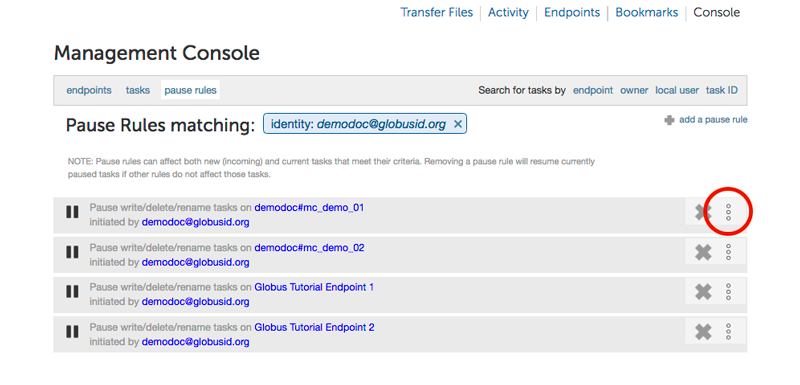 Transfer Files Activity Endpoints Bookmarks Console
Management Console
endpoints tasks pause rules Search for tasks by endpoint owner local user task ID
Pause Rules matching: identity: demodoc@globusid.org
add a pause rule
NOTE: Pause rules can affect both new (incoming) and current tasks that meet their criteria. Removing a pause rule will resume currently
paused tasks if other rules do not affect those tasks.
Pause write/delete/rename tasks on demodoc#mc_demo_01
initiated by demodoc@globusid.org
Pause write/delete/rename tasks on demodoc#mc_demo_02
initiated by demodoc@globusid.org
Pause write/delete/rename tasks on Globus Tutorial Endpoint 1
initiated by demodoc@globusid.org
Pause write/delete/rename tasks on Globus Tutorial Endpoint 2
initiated by demodoc@globusid.org